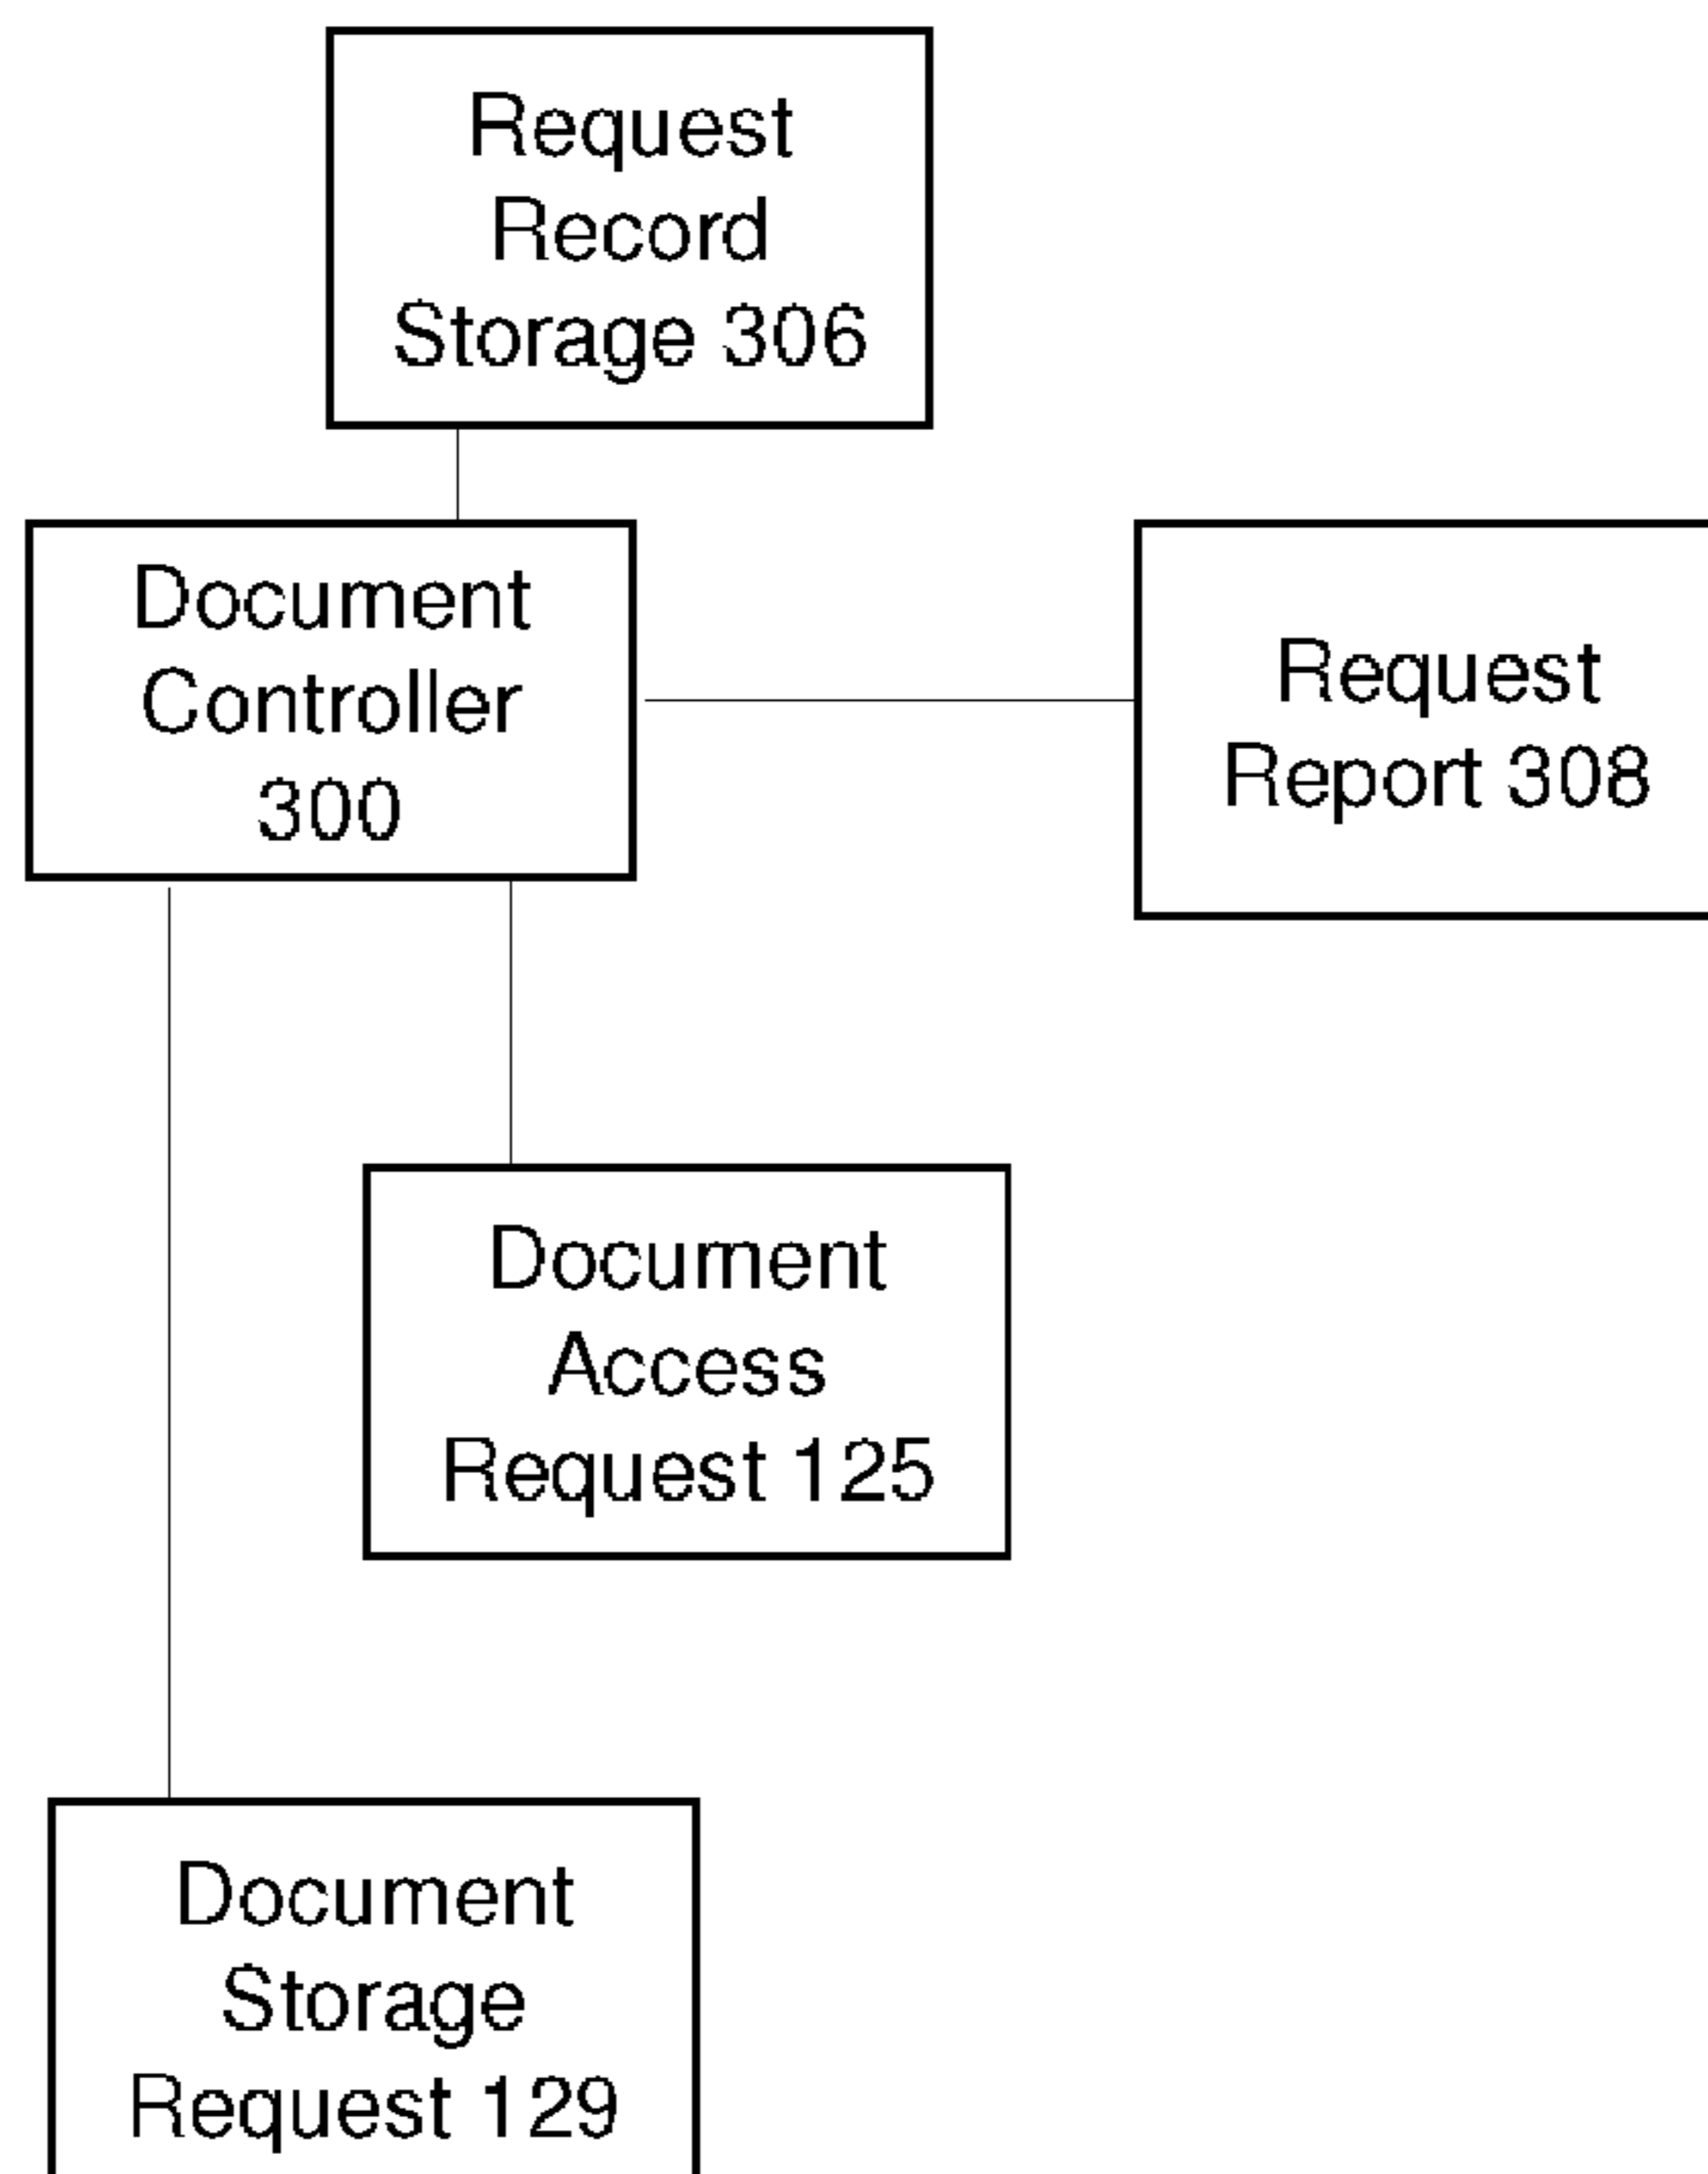 Request
Record
Storage 306
Document
Controller
300
Request
Report 308
Document
Access
Request 125
Document
Storage
Request 129